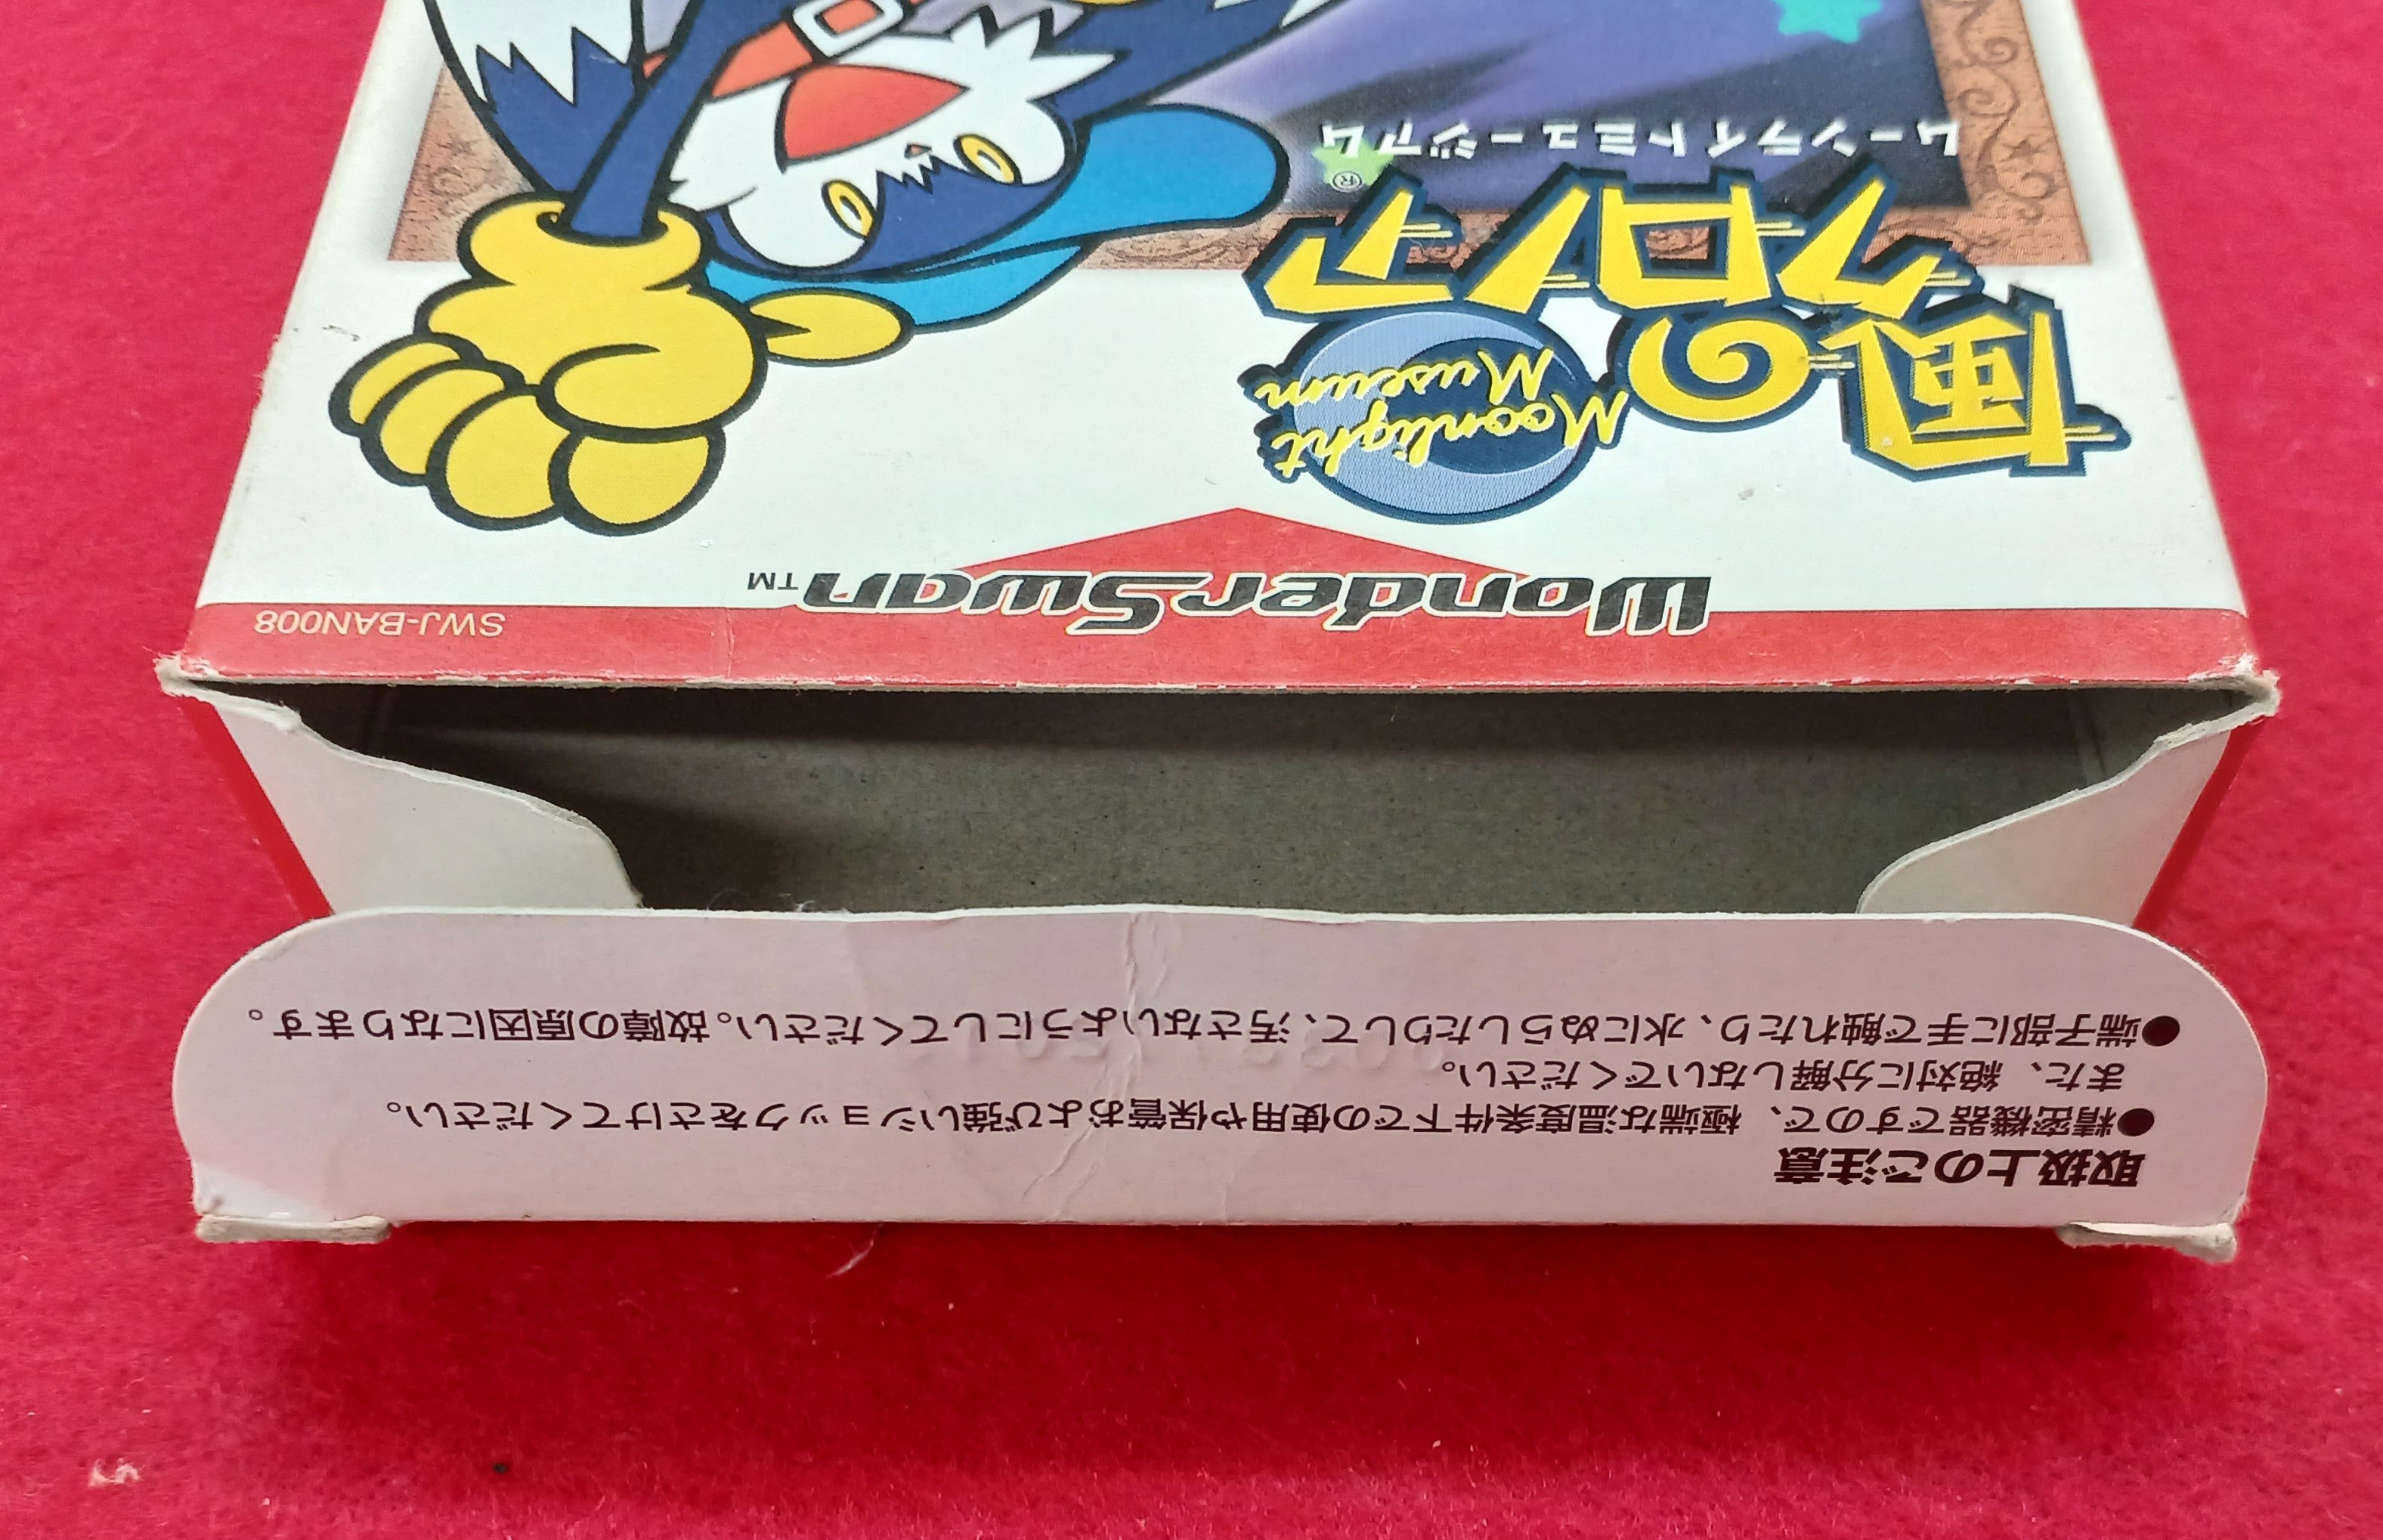 取扱上のご注意
●精密機器ですので、極端な温度条件下での使用や保管および強いショックをさけてください。
また、絶対に分解しないでください。
●端子部に手で触れたり、水にぬらしたりして、汚さないようにしてください。故障の原因になります。
SWJ-BAN008
WonderSwan™
Moonlight
Museum
風の
クロノア®
ムーンライトミュージアム